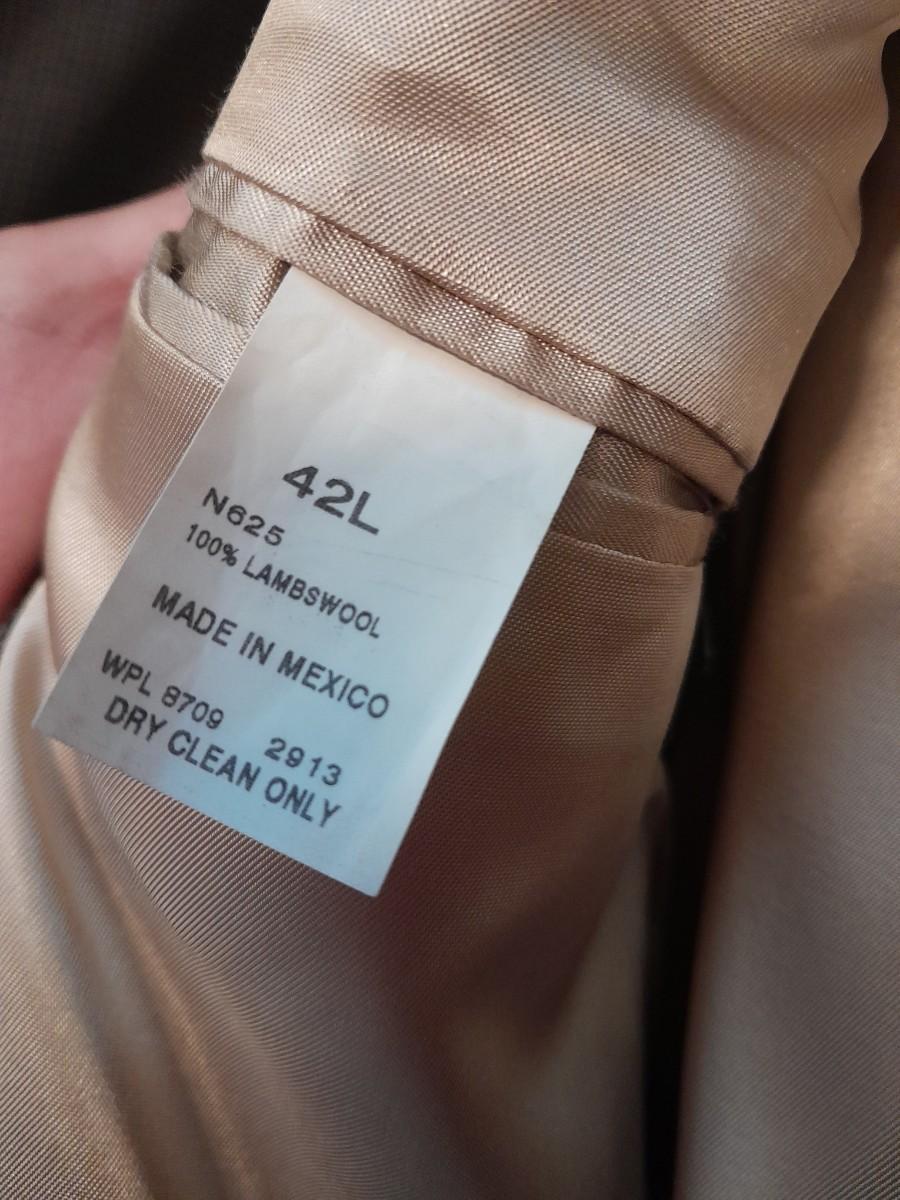 42L
N625
100% LAMBSWOOL
MADE IN MEXICO
WPL 8709 2913
DRY CLEAN ONLY